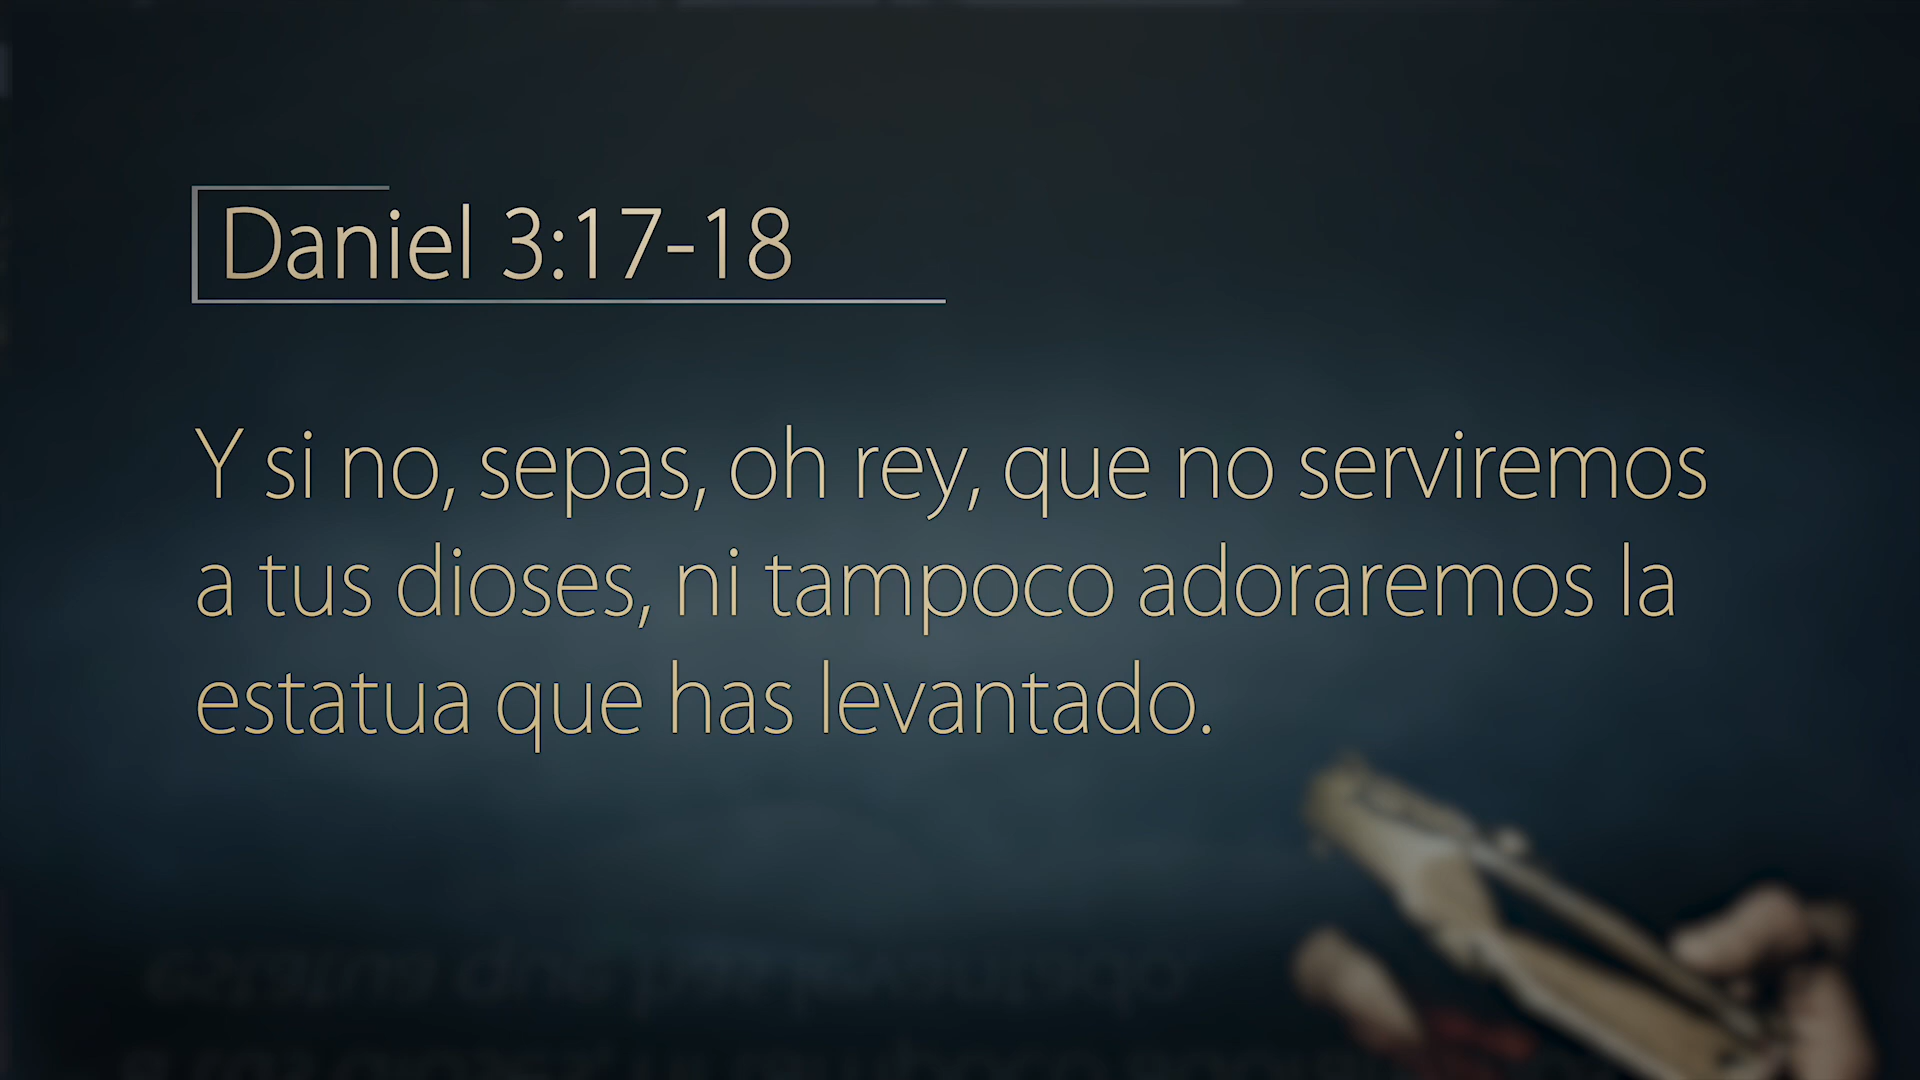 Daniel 3:17-18
Y si no, sepas, oh rey, que no serviremos
a tus dioses, ni tampoco adoraremos la
estatua que has levantado.